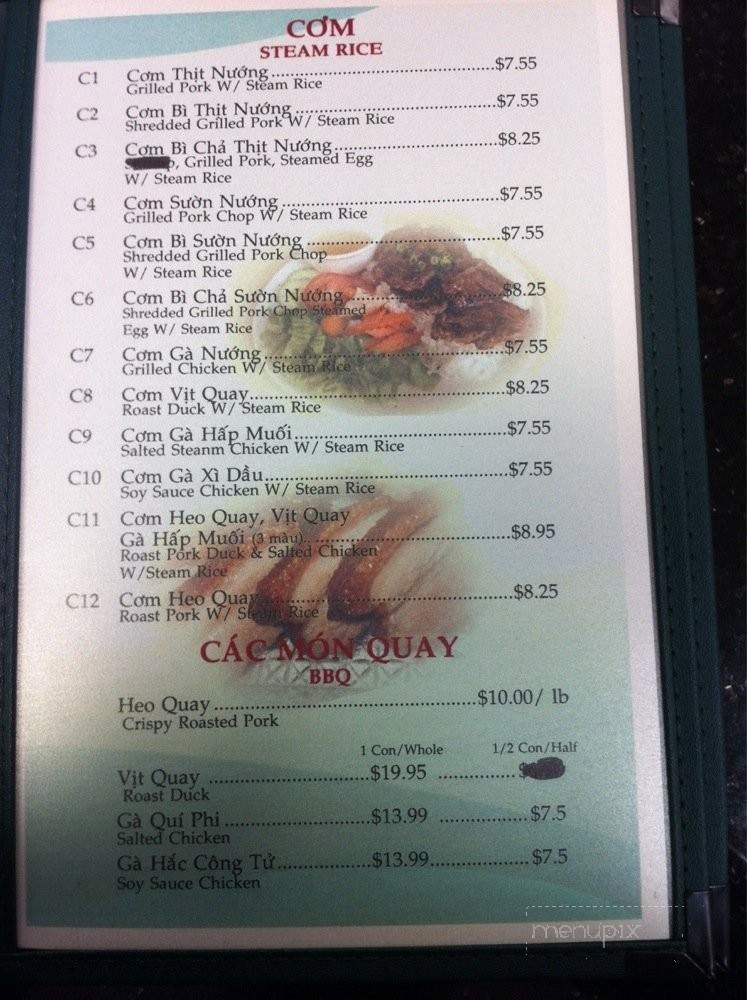 CƠM
STEAM RICE
C1 Cơm Thịt Nướng..............................$7.55
Grilled Pork W/ Steam Rice
C2 Cơm Bì Thịt Nướng..............................$7.55
Shredded Grilled Pork W/ Steam Rice
C3 Cơm Bì Chả Thịt Nướng..............................$8.25
, Grilled Pork, Steamed Egg
W/ Steam Rice
C4 Cơm Sườn Nướng..............................$7.55
Grilled Pork Chop W/ Steam Rice
C5 Cơm Bì Sườn Nướng..............................$7.55
Shredded Grilled Pork Chop
W/ Steam Rice
C6 Cơm Bì Chả Sườn Nướng..............................$8.25
Shredded Grilled Pork Chop Steamed
Egg W/ Steam Rice
C7 Cơm Gà Nướng..............................$7.55
Grilled Chicken W/ Steam Rice
C8 Cơm Vịt Quay..............................$8.25
Roast Duck W/ Steam Rice
C9 Cơm Gà Hấp Muối..............................$7.55
Salted Steanm Chicken W/ Steam Rice
C10 Cơm Gà Xì Dầu..............................$7.55
Soy Sauce Chicken W/ Steam Rice
C11 Cơm Heo Quay, Vịt Quay
Gà Hấp Muối (3 màu)..............................$8.95
Roast Pork Duck & Salted Chicken
W/Steam Rice
C12 Cơm Heo Quay..............................$8.25
Roast Pork W/ Steam Rice
CÁC MÓN QUAY
BBQ
Heo Quay..............................$10.00/ lb
Crispy Roasted Pork
1 Con/Whole 1/2 Con/Half
Vịt Quay ..............................$19.95 ..............$
Roast Duck
Gà Quí Phi ..............................$13.99 ..............$7.5
Salted Chicken
Gà Hắc Công Tử..................$13.99....................$7.5
Soy Sauce Chicken
menupix